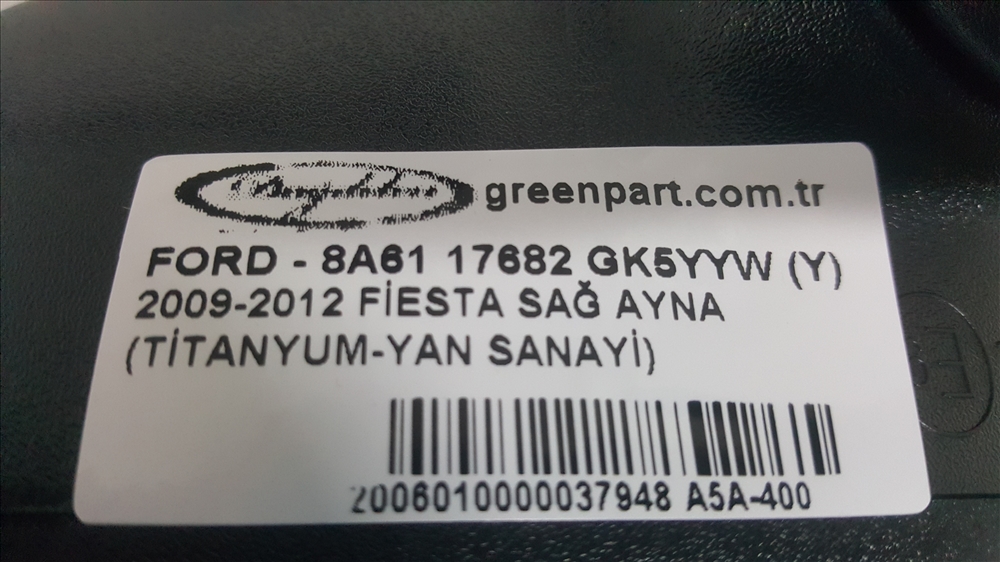 greenpart.com.tr
FORD - 8A61 17682 GK5YYW (Y)
2009-2012 FİESTA SAĞ AYNA
(TİTANYUM-YAN SANAYİ)
2006010000037948 A5A-400